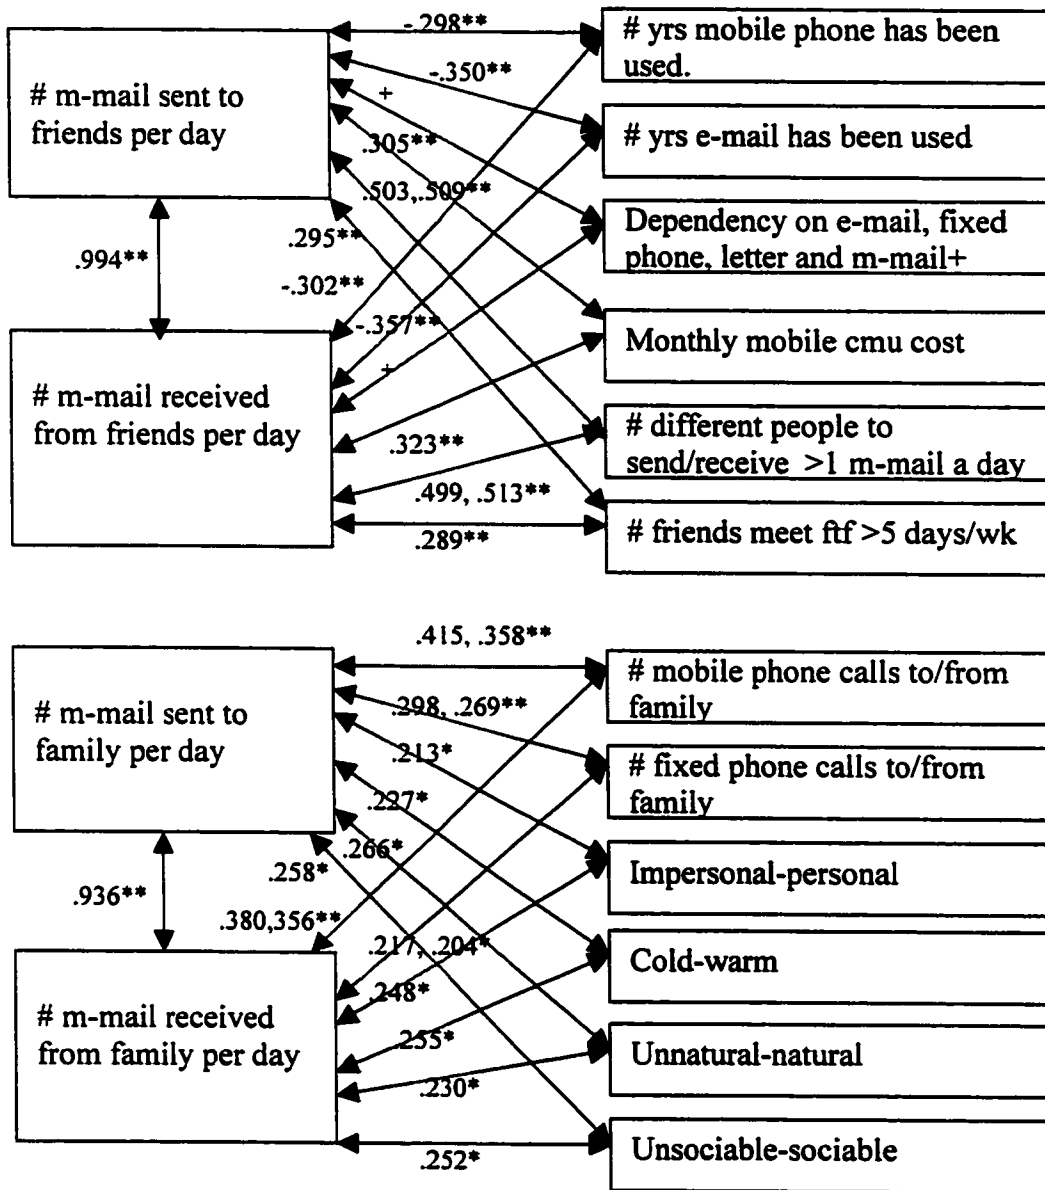 -.298**
# yrs mobile phone has been
used.
-.350**
+
# m-mail sent to
friends per day
# yrs e-mail has been used
.305**
.503,.509**
Dependency on e-mail, fixed
phone, letter and m-mail+
.295**
.994**
-.302**
-.357**
Monthly mobile cmu cost
+
# m-mail received
from friends per day
# different people to
send/receive >1 m-mail a day
.323**
.499, .513**
# friends meet ftf >5 days/wk
.289**
.415, .358**
# mobile phone calls to/from
family
# m-mail sent to
family per day
.298, .269**
.213*
# fixed phone calls to/from
family
.227*
.266*
.258*
Impersonal-personal
.936**
.380,356**
.217, .204*
Cold-warm
.248*
# m-mail received
from family per day
.255*
Unnatural-natural
.230*
Unsociable-sociable
.252*